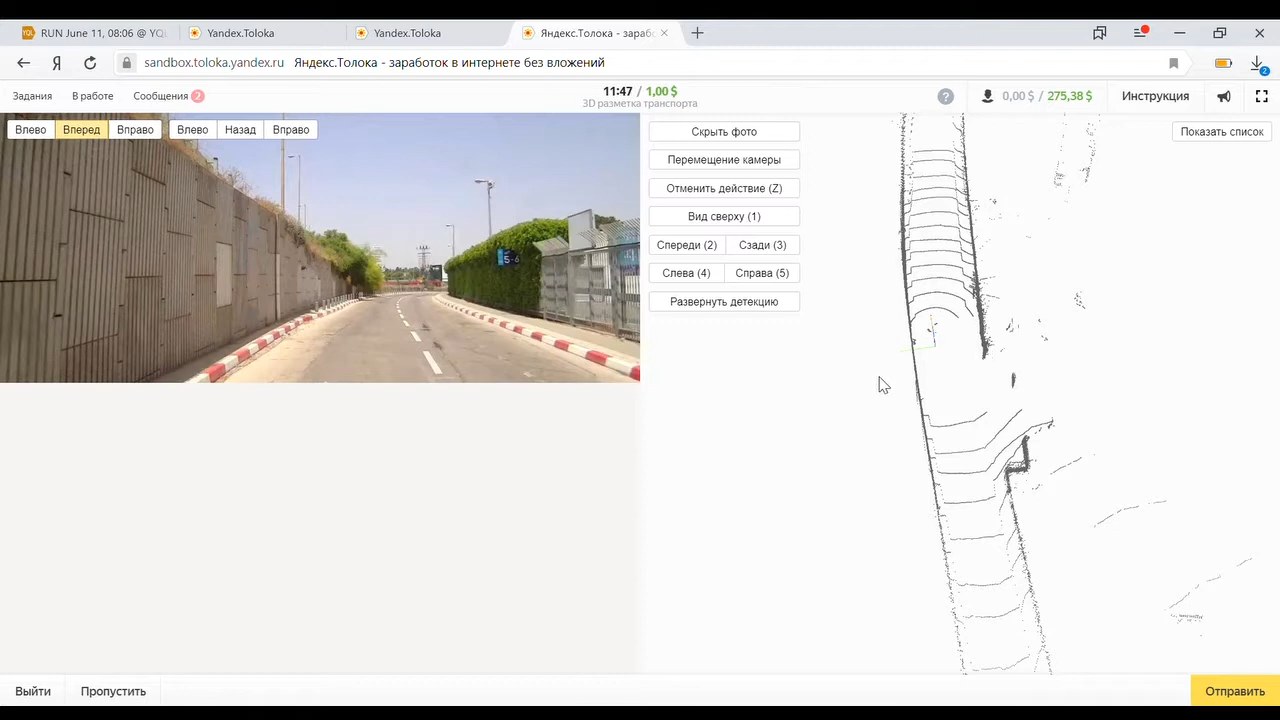 RUN June 11, 08:06 @ YQ
Yandex.Toloka
Yandex.Toloka
Яндекс.Толока - зараб
sandbox.toloka.yandex.ru Яндекс.Толока - заработок в интернете без вложений
2
Задания В работе Сообщения 2
11:47 / 1,00 $
3D разметка транспорта
? 0,00 $ / 275,38 $ Инструкция
Влево Вперед Вправо Влево Назад Вправо
5-6
Скрыть фото
Перемещение камеры
Отменить действие (Z)
Вид сверху (1)
Спереди (2) Сзади (3)
Слева (4) Справа (5)
Развернуть детекцию
Показать список
Выйти Пропустить Отправить